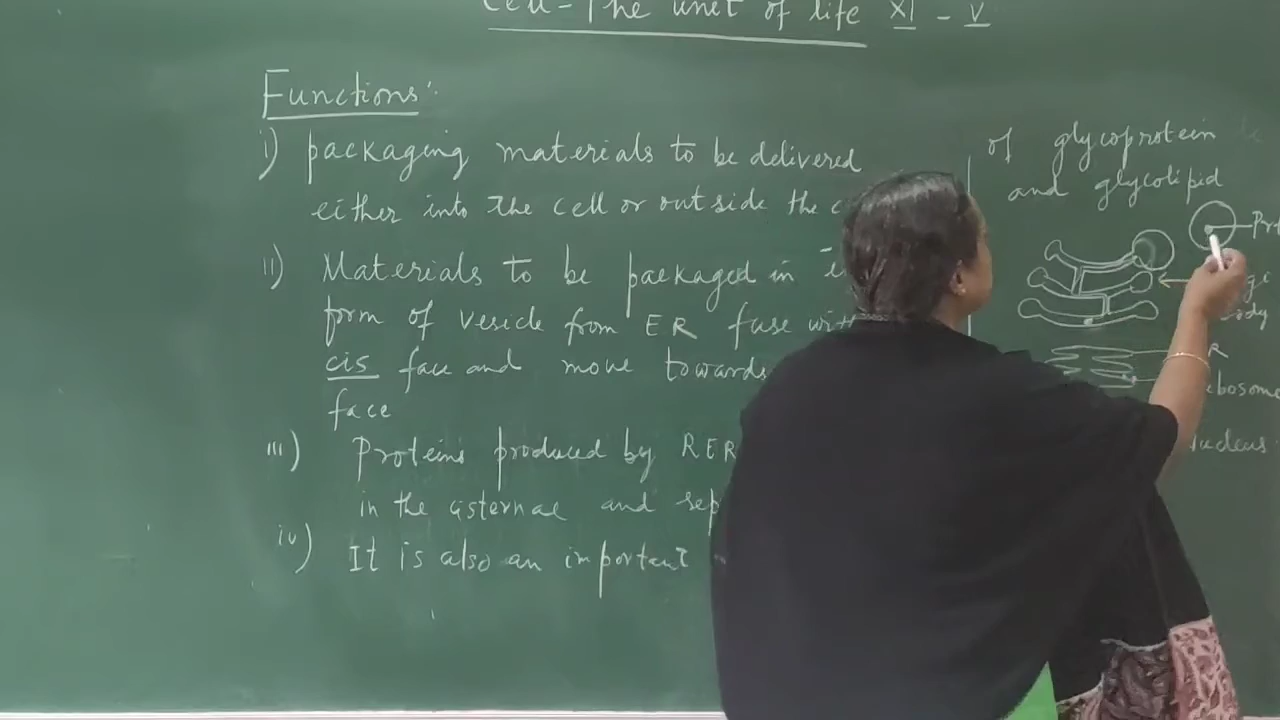 Cell - The unit of life XI - V
Functions:
i) packaging materials to be delivered
either into the cell or outside the
ii) Materials to be packaged in
form of vesicle from ER fuse
cis face and move towards
face
iii) Proteins produced by RER
in the cisternae and
iv) It is also an important
of glycoprotein
and glycolipid